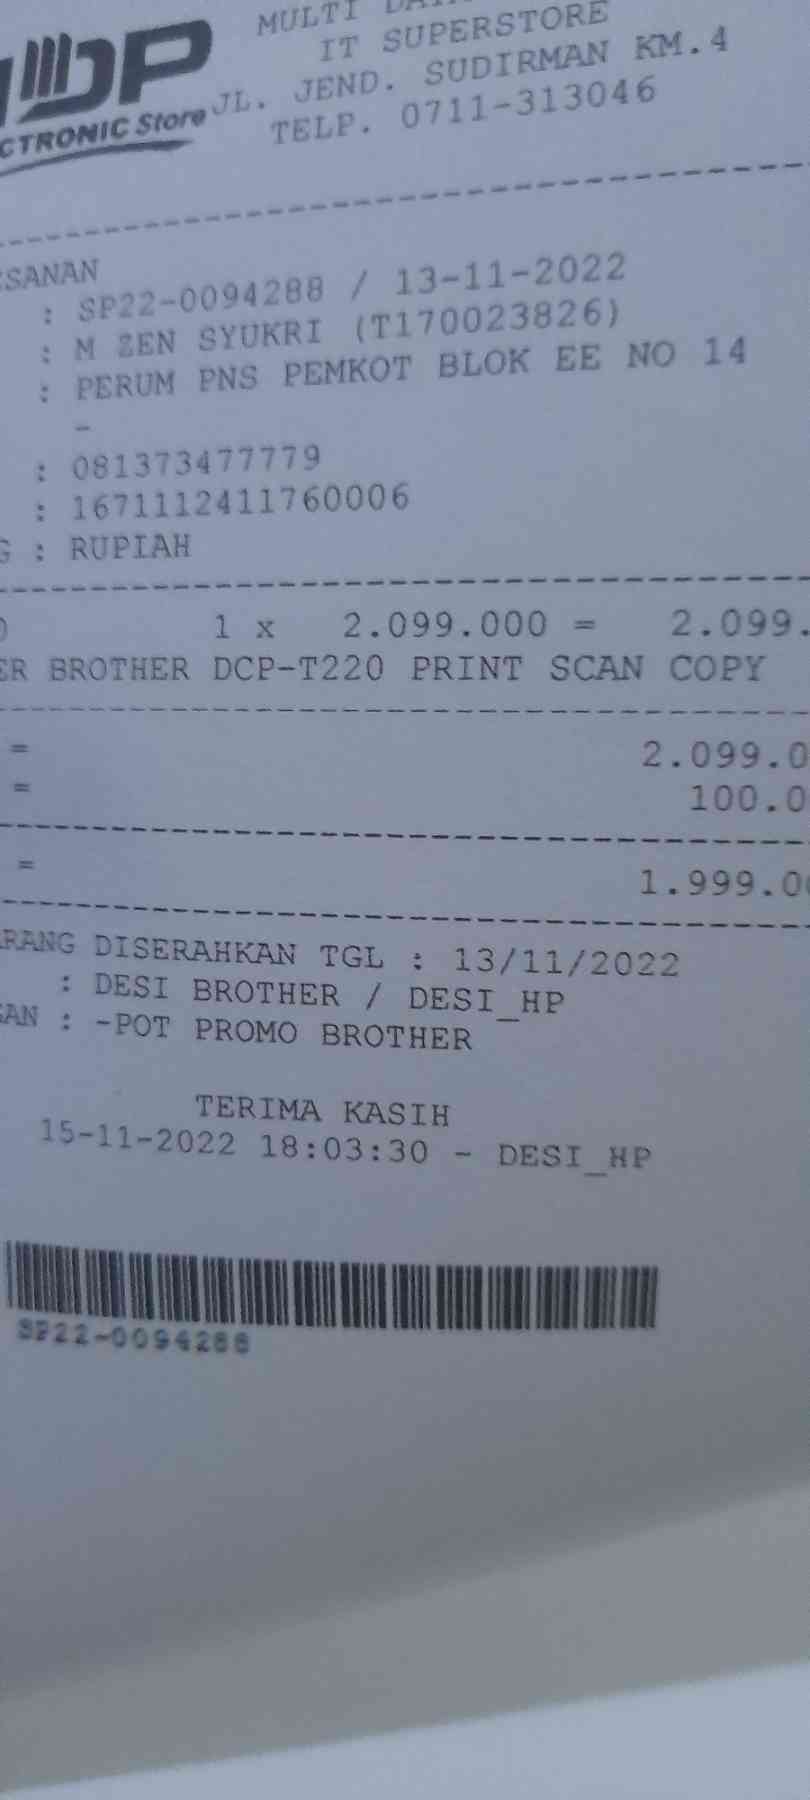 MDP
MULTI
IT SUPERSTORE
CTRONIC Store
JL. JEND. SUDIRMAN KM.4
TELP. 0711-313046
SANAN
: SP22-0094288 / 13-11-2022
: M ZEN SYUKRI (T170023826)
: PERUM PNS PEMKOT BLOK EE NO 14
-
: 081373477779
: 1671112411760006
G : RUPIAH
1 x 2.099.000 = 2.099.
ER BROTHER DCP-T220 PRINT SCAN COPY
= 2.099.0
= 100.0
= 1.999.0
RANG DISERAHKAN TGL : 13/11/2022
: DESI BROTHER / DESI_HP
AN : -POT PROMO BROTHER
TERIMA KASIH
15-11-2022 18:03:30 - DESI_HP
SP22-0094288